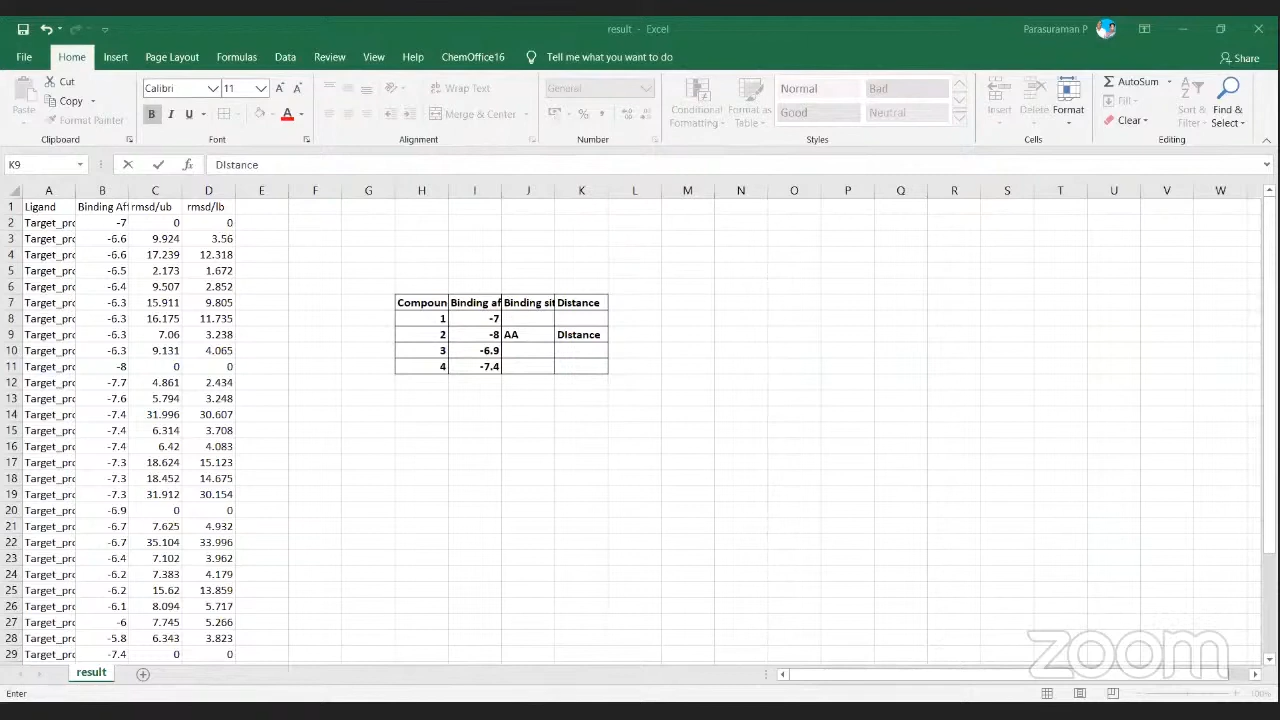 result - Excel
Parasuraman P
File Home Insert Page Layout Formulas Data Review View Help ChemOffice16 Tell me what you want to do
Share
Paste
Cut
Copy
Format Painter
Clipboard
Calibri 11
B I U
Font
Wrap Text
Merge & Center
Alignment
General
Number
Conditional Formatting
Format as Table
Normal Bad
Good Neutral
Styles
Insert Delete Format
Cells
AutoSum
Fill
Clear
Sort & Filter
Find & Select
Editing
K9 fx DIstance
A B C D E F G H I J K L M N O P Q R S T U V W
1 Ligand Binding Aff rmsd/ub rmsd/lb
2 Target_pro -7 0 0
3 Target_pro -6.6 9.924 3.56
4 Target_pro -6.6 17.239 12.318
5 Target_pro -6.5 2.173 1.672
6 Target_pro -6.4 9.507 2.852
7 Target_pro -6.3 15.911 9.805 Compoun Binding af Binding sit Distance
8 Target_pro -6.3 16.175 11.735 1 -7
9 Target_pro -6.3 7.06 3.238 2 -8 AA DIstance
10 Target_pro -6.3 9.131 4.065 3 -6.9
11 Target_pro -8 0 0 4 -7.4
12 Target_pro -7.7 4.861 2.434
13 Target_pro -7.6 5.794 3.248
14 Target_pro -7.4 31.996 30.607
15 Target_pro -7.4 6.314 3.708
16 Target_pro -7.4 6.42 4.083
17 Target_pro -7.3 18.624 15.123
18 Target_pro -7.3 18.452 14.675
19 Target_pro -7.3 31.912 30.154
20 Target_pro -6.9 0 0
21 Target_pro -6.7 7.625 4.932
22 Target_pro -6.7 35.104 33.996
23 Target_pro -6.4 7.102 3.962
24 Target_pro -6.2 7.383 4.179
25 Target_pro -6.2 15.62 13.859
26 Target_pro -6.1 8.094 5.717
27 Target_pro -6 7.745 5.266
28 Target_pro -5.8 6.343 3.823
29 Target_pro -7.4 0 0
result
Enter
100%
zoom